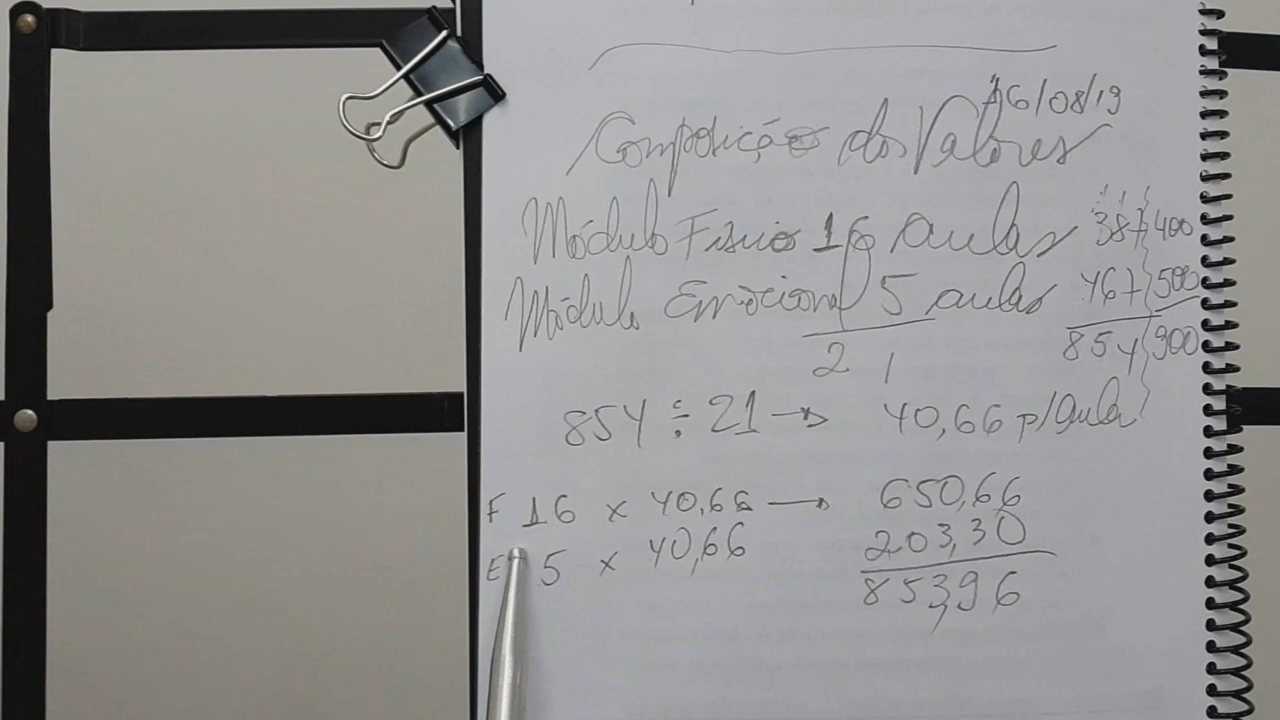 16/08/19
Composição dos Valores
Módulo Físico 16 aulas 387 400
Módulo Emocional 5 aulas 467 500
21 854 900
854 ÷ 21 → 40,66 p/aula
F 16 x 40,66 → 650,66
E 5 x 40,66 203,30
853,96